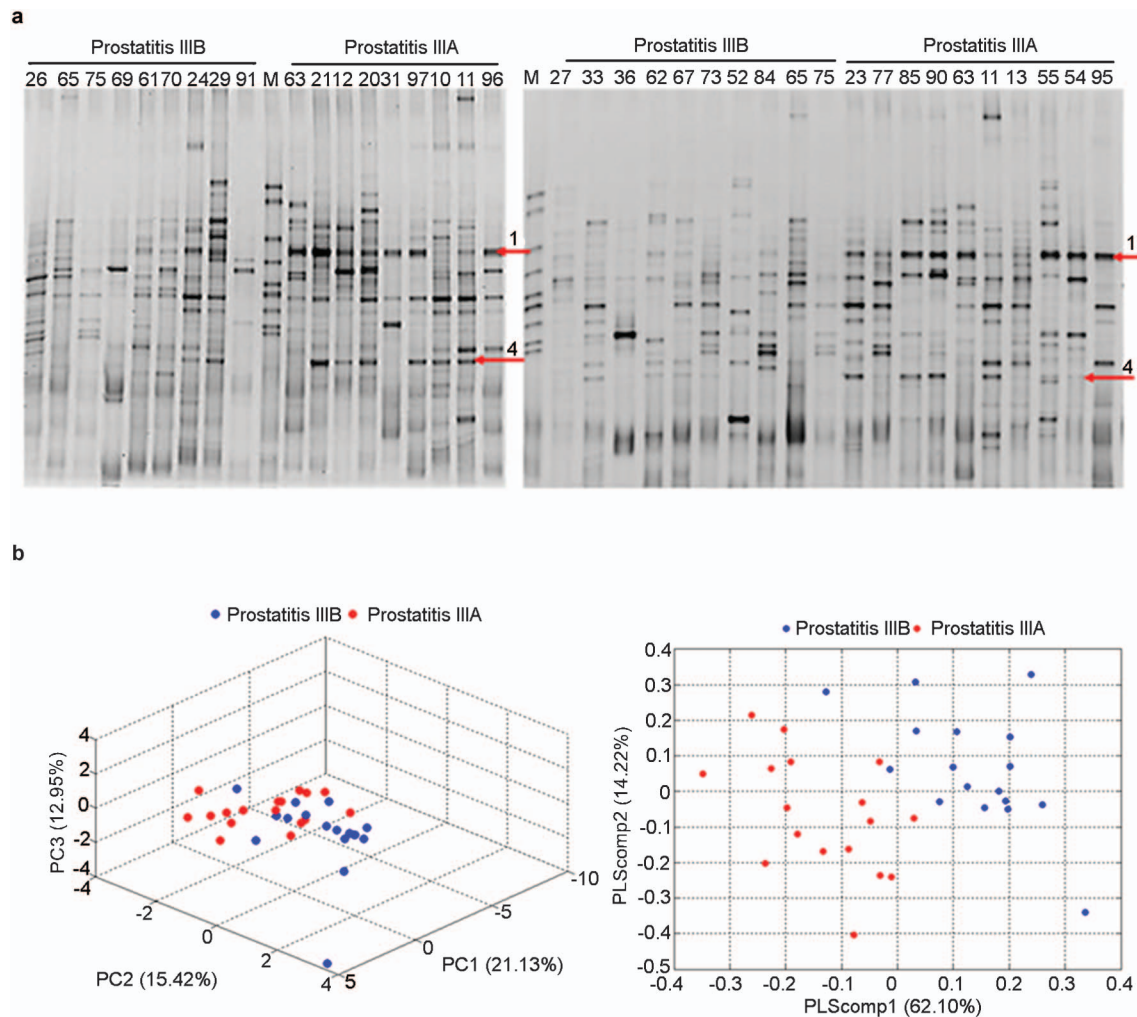 a
Prostatitis IIIB Prostatitis IIIA Prostatitis IIIB Prostatitis IIIA
26 65 75 69 61 70 24 29 91 M 63 21 12 20 31 97 10 11 96 M 27 33 36 62 67 73 52 84 65 75 23 77 85 90 63 11 13 55 54 95
1
1
4
4
b
Prostatitis IIIB Prostatitis IIIA
4
2
0
-2
-4
PC3 (12.95%)
-4
-2
0
2
4
PC2 (15.42%)
5
0
-5
-10
PC1 (21.13%)
Prostatitis IIIB Prostatitis IIIA
0.4
0.3
0.2
0.1
0
-0.1
-0.2
-0.3
-0.4
-0.5
PLScomp2 (14.22%)
-0.4 -0.3 -0.2 -0.1 0 0.1 0.2 0.3 0.4
PLScomp1 (62.10%)